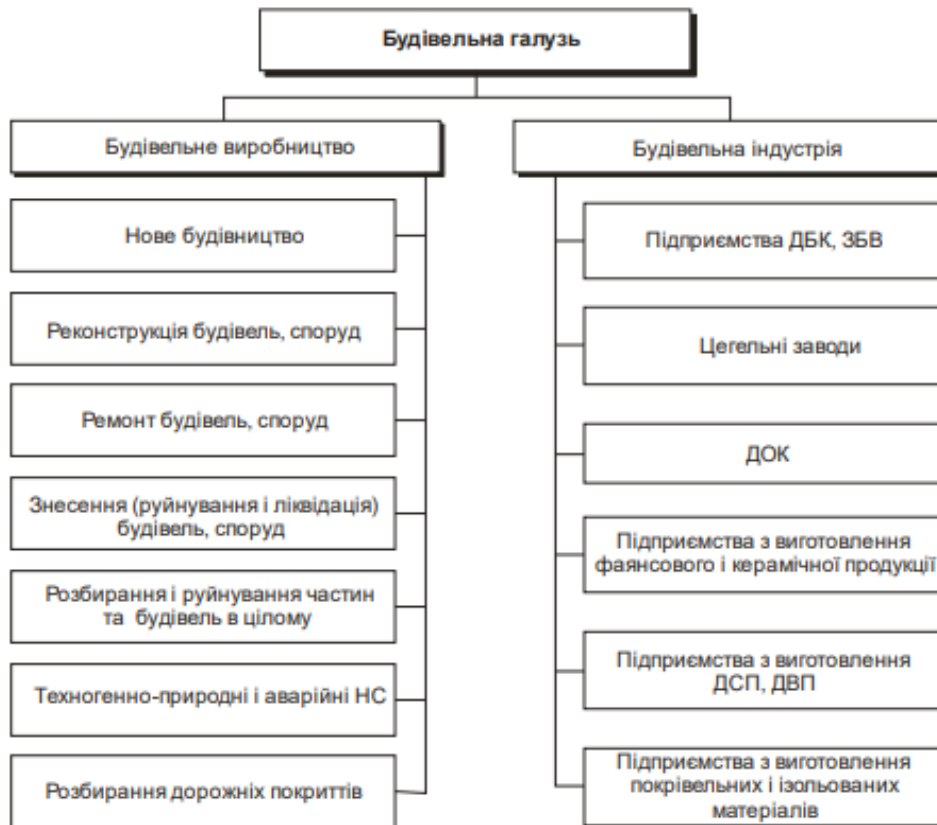 Будівельна галузь
Будівельне виробництво
Будівельна індустрія
Нове будівництво
Реконструкція будівель, споруд
Ремонт будівель, споруд
Знесення (руйнування і ліквідація)
будівель, споруд
Розбирання і руйнування частин
та будівель в цілому
Техногенно-природні і аварійні НС
Розбирання дорожніх покриттів
Підприємства ДБК, ЗБВ
Цегельні заводи
ДОК
Підприємства з виготовлення
фаянсового і керамічної продукції
Підприємства з виготовлення
ДСП, ДВП
Підприємства з виготовлення
покрівельних і ізольованих
матеріалів